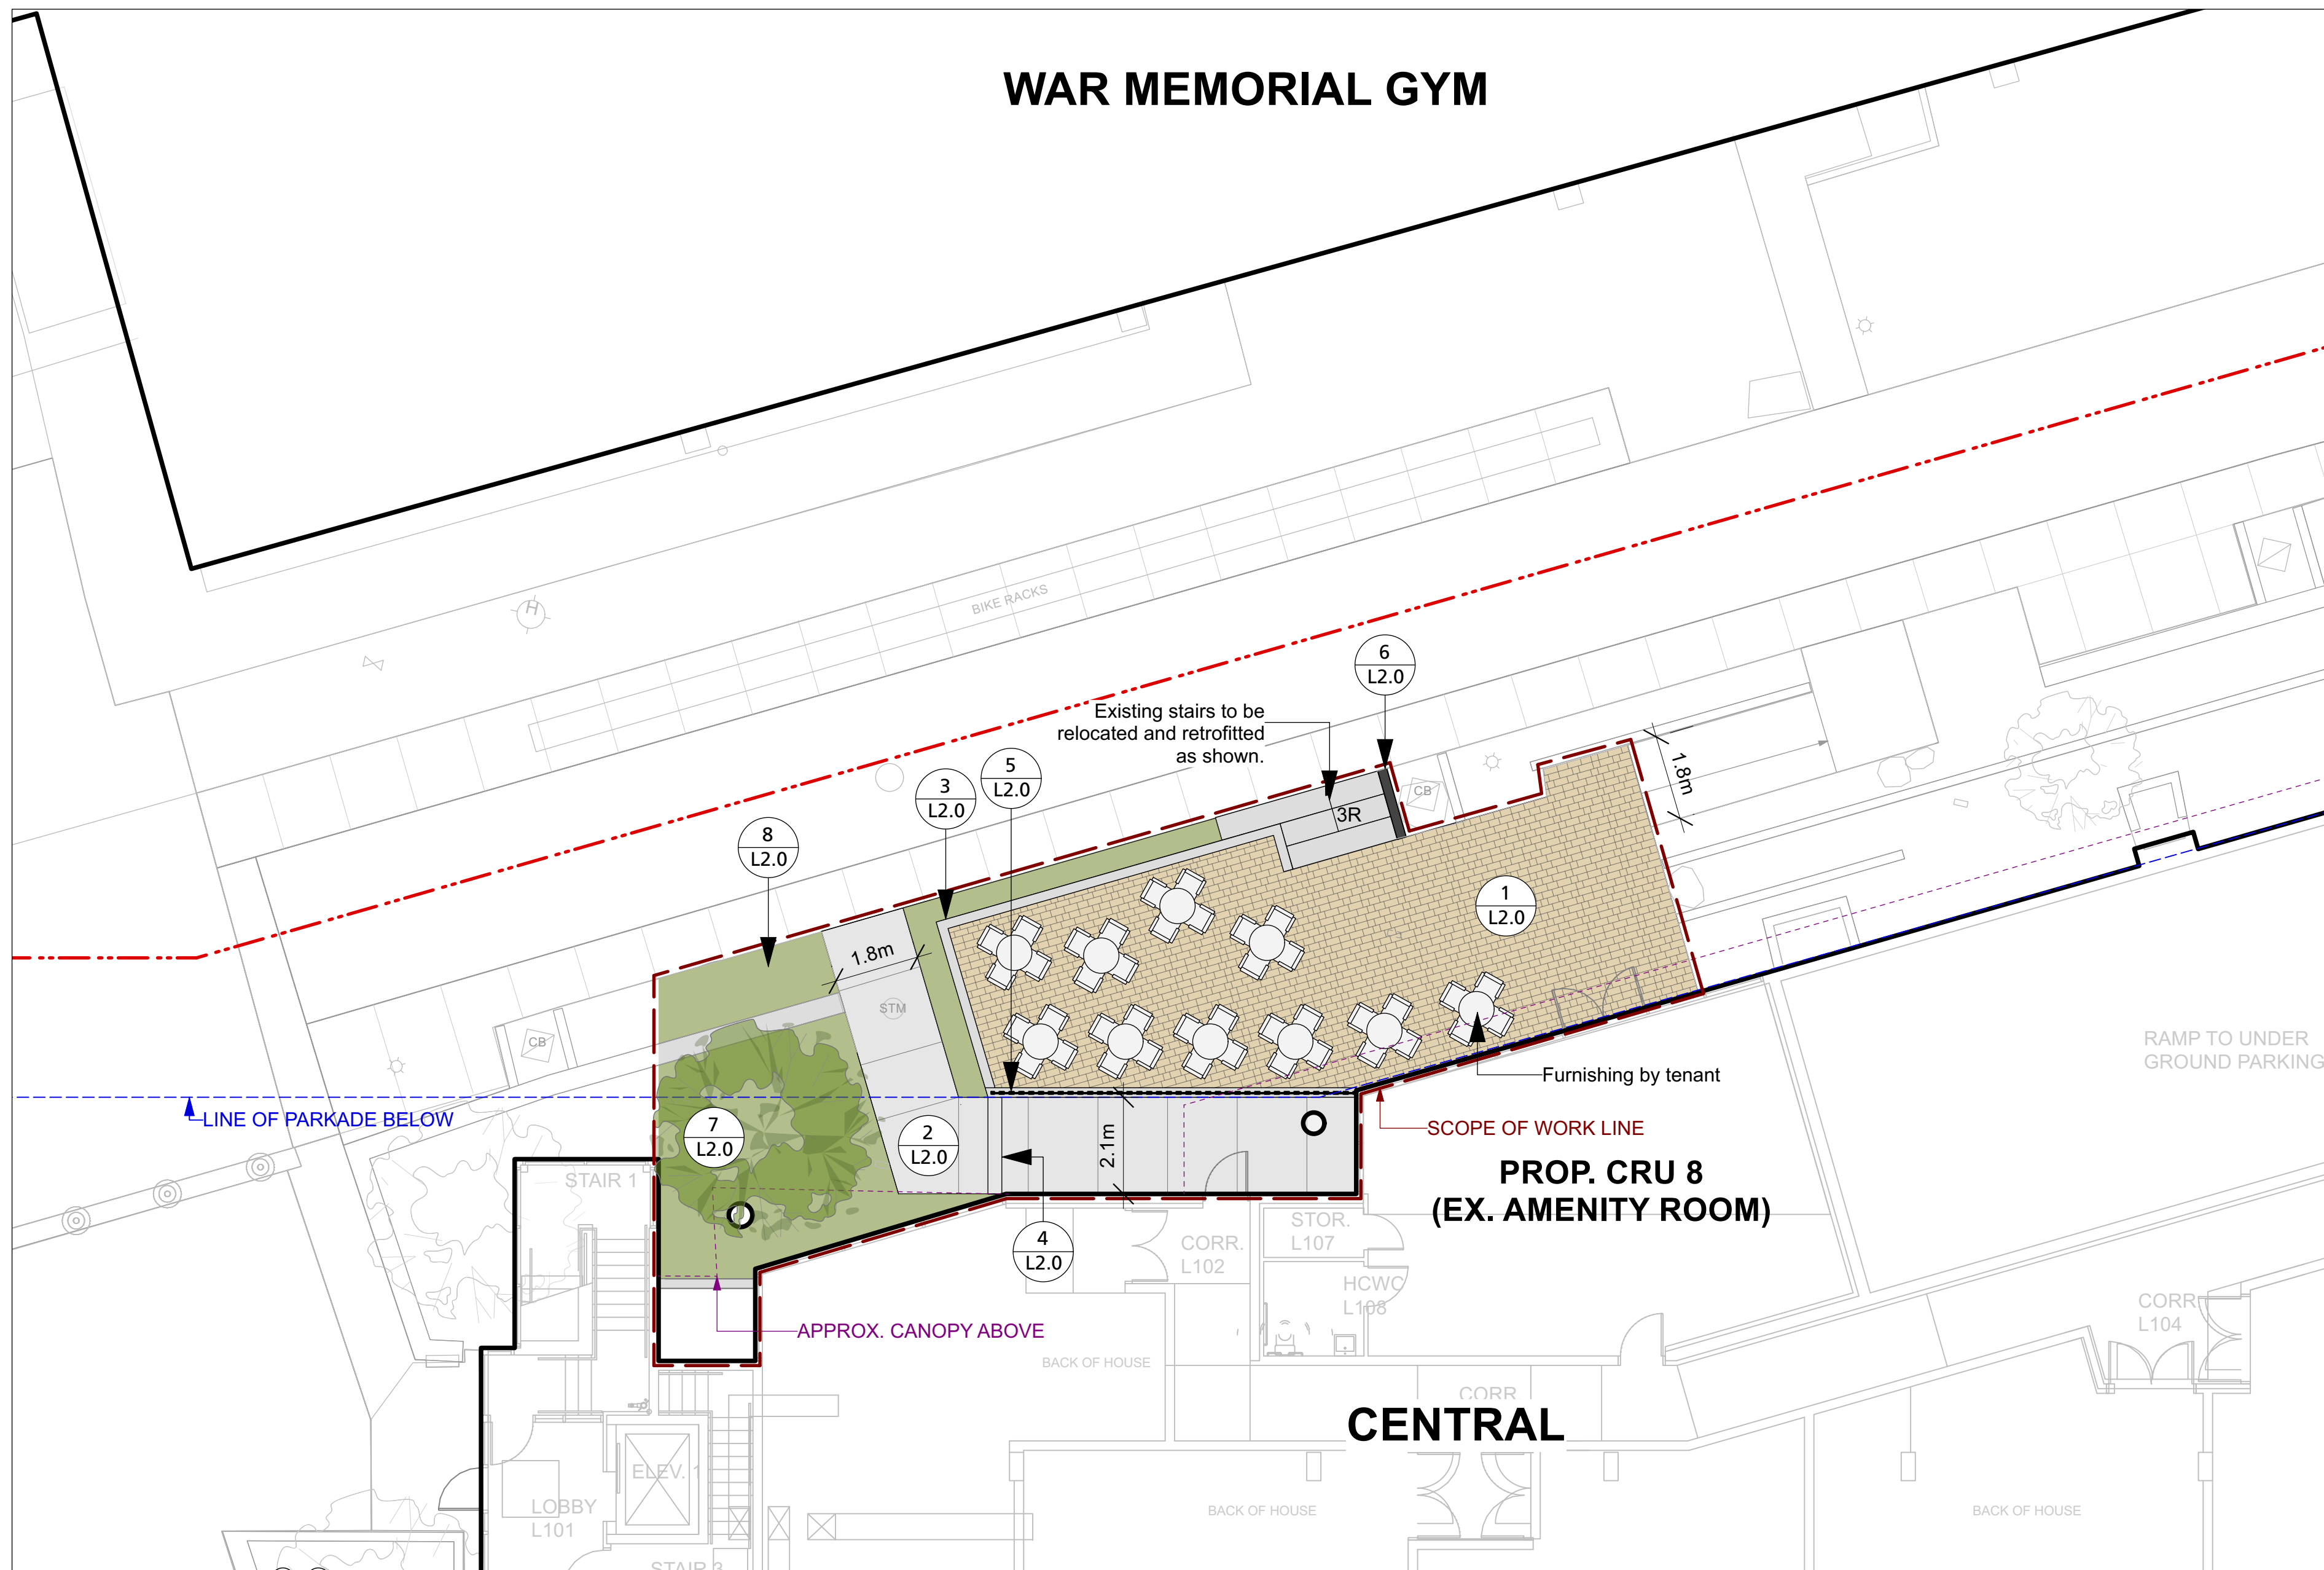 WAR MEMORIAL GYM
H
BIKE RACKS
6
L2.0
Existing stairs to be
relocated and retrofitted
as shown.
5
L2.0
3
L2.0
8
L2.0
1.8m
CB
3R
1
L2.0
1.8m
STM
CB
RAMP TO UNDER
GROUND PARKING
Furnishing by tenant
LINE OF PARKADE BELOW
7
L2.0
2
L2.0
2.1m
SCOPE OF WORK LINE
PROP. CRU 8
(EX. AMENITY ROOM)
STAIR 1
4
L2.0
CORR.
L102
STOR.
L107
HCWC
L108
CORR.
L104
APPROX. CANOPY ABOVE
BACK OF HOUSE
CORR.
CENTRAL
ELEV. 1
LOBBY
L101
BACK OF HOUSE
BACK OF HOUSE
STAIR 3